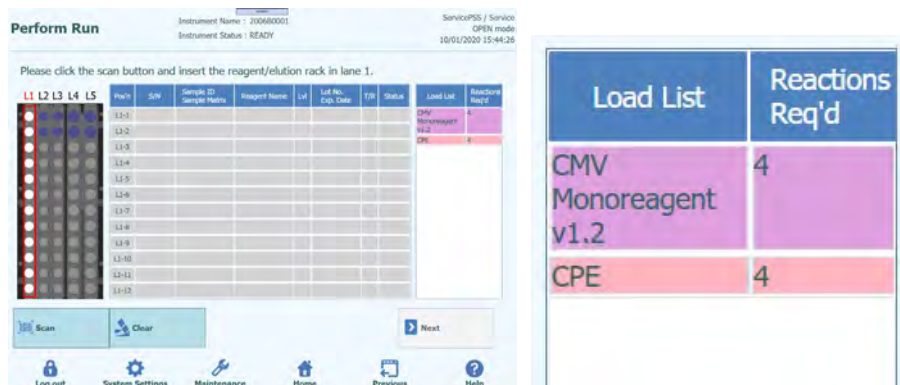 Perform Run
Instrument Name : 200680001
Instrument Status : READY
ServicePSS / Service
OPEN mode
10/01/2020 15:44:26
Please click the scan button and insert the reagent/elution rack in lane 1.
L1 L2 L3 L4 L5
Pos'n S/N Sample ID Sample Matrix Reagent Name Lvl Lot No. Exp. Date T/R Status
L1-1
L1-2
L1-3
L1-4
L1-5
L1-6
L1-7
L1-8
L1-9
L1-10
L1-11
L1-12
Load List Reactions Req'd
CMV Monoreagent v1.2 4
CPE 4
Scan
Clear
Next
Log out
System Settings
Maintenance
Home
Previous
Help
Load List
Reactions
Req'd
CMV
Monoreagent
v1.2
4
CPE
4